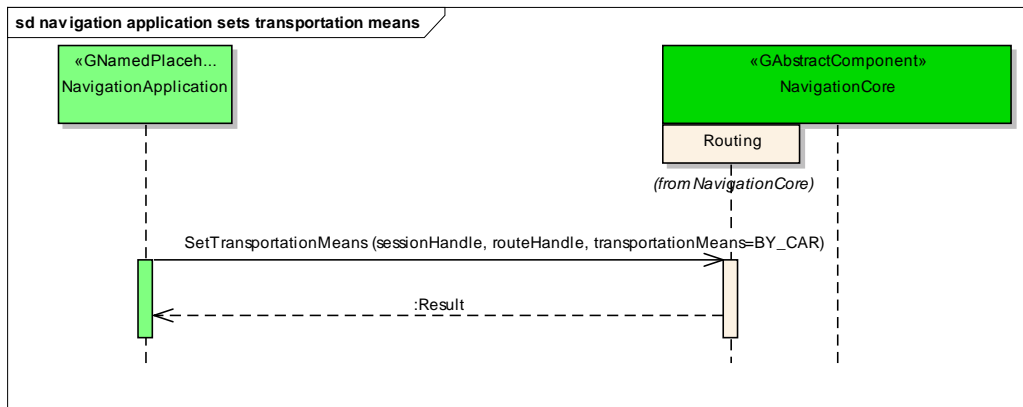 sd navigation application sets transportation means
«GNamedPlaceh...
NavigationApplication
«GAbstractComponent»
NavigationCore
Routing
(from NavigationCore)
SetTransportationMeans (sessionHandle, routeHandle, transportationMeans=BY_CAR)
:Result